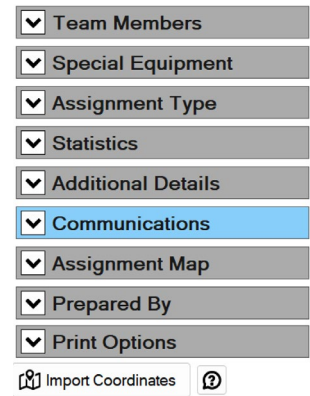 Team Members
Special Equipment
Assignment Type
Statistics
Additional Details
Communications
Assignment Map
Prepared By
Print Options
Import Coordinates